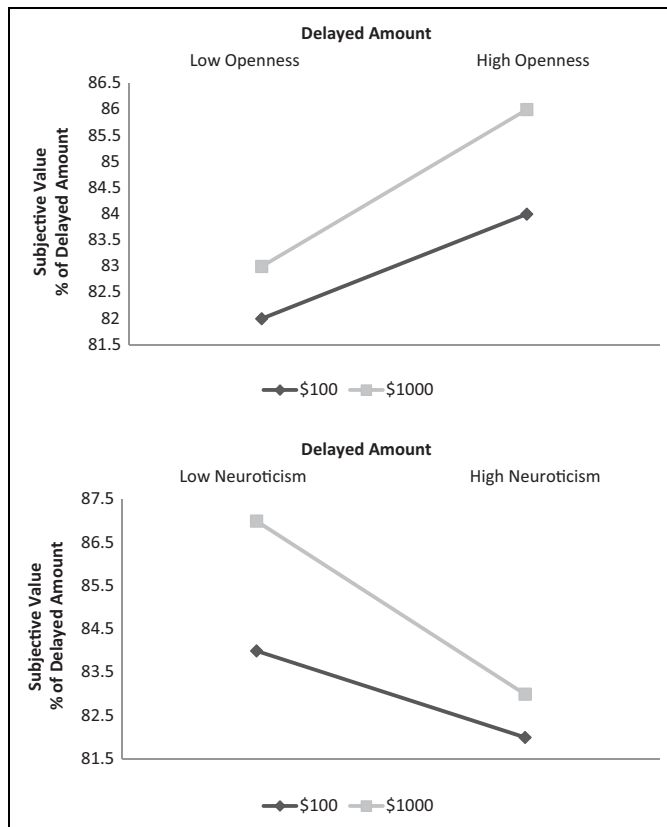 Delayed Amount
Low Openness High Openness
Subjective Value
% of Delayed Amount
86.5
86
85.5
85
84.5
84
83.5
83
82.5
82
81.5
$100 $1000
Delayed Amount
Low Neuroticism High Neuroticism
Subjective Value
% of Delayed Amount
87.5
86.5
85.5
84.5
83.5
82.5
81.5
$100 $1000